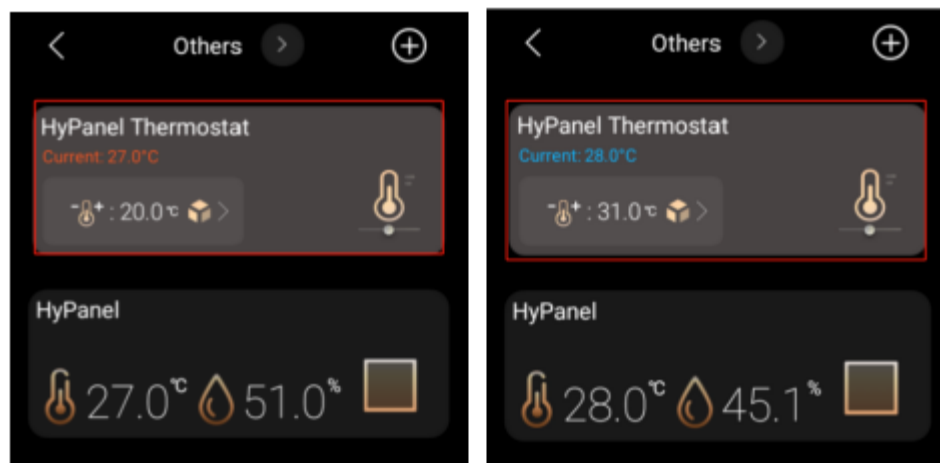 Others
HyPanel Thermostat
Current: 27.0°C
-+ : 20.0 °C
HyPanel
27.0°C 51.0%
Others
HyPanel Thermostat
Current: 28.0°C
-+ : 31.0 °C
HyPanel
28.0°C 45.1%